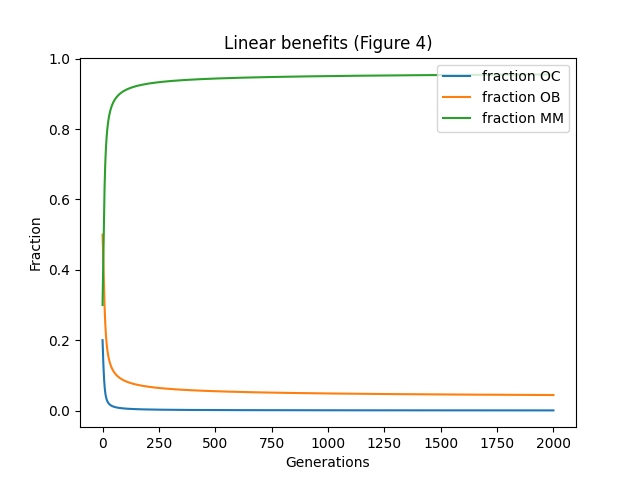 Linear benefits (Figure 4)
fraction OC
fraction OB
fraction MM
1.0
0.8
0.6
0.4
0.2
0.0
Fraction
0 250 500 750 1000 1250 1500 1750 2000
Generations